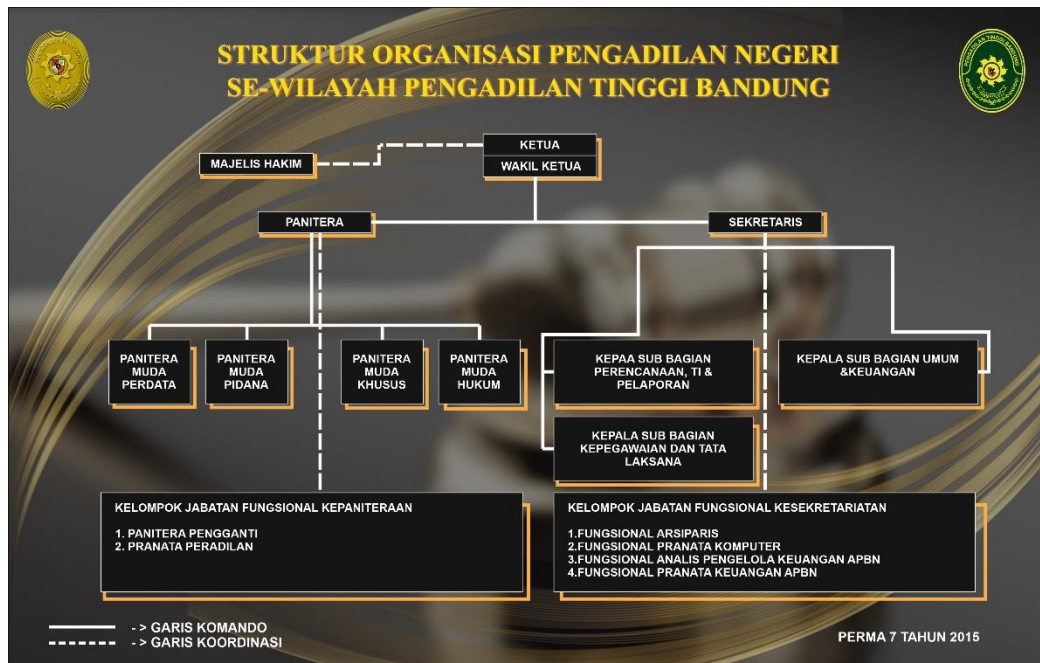 STRUKTUR ORGANISASI PENGADILAN NEGERI
SE-WILAYAH PENGADILAN TINGGI BANDUNG
KETUA
WAKIL KETUA
MAJELIS HAKIM
PANITERA
SEKRETARIS
PANITERA
MUDA
PERDATA
PANITERA
MUDA
PIDANA
PANITERA
MUDA
KHUSUS
PANITERA
MUDA
HUKUM
KEPAA SUB BAGIAN
PERENCANAAN, TI &
PELAPORAN
KEPALA SUB BAGIAN UMUM
&KEUANGAN
KEPALA SUB BAGIAN
KEPEGAWAIAN DAN TATA
LAKSANA
KELOMPOK JABATAN FUNGSIONAL KEPANITERAAN
1. PANITERA PENGGANTI
2. PRANATA PERADILAN
KELOMPOK JABATAN FUNGSIONAL KESEKRETARIATAN
1.FUNGSIONAL ARSIPARIS
2.FUNGSIONAL PRANATA KOMPUTER
3.FUNGSIONAL ANALIS PENGELOLA KEUANGAN APBN
4.FUNGSIONAL PRANATA KEUANGAN APBN
- > GARIS KOMANDO
- > GARIS KOORDINASI
PERMA 7 TAHUN 2015
PENGADILAN TINGGI BANDUNG